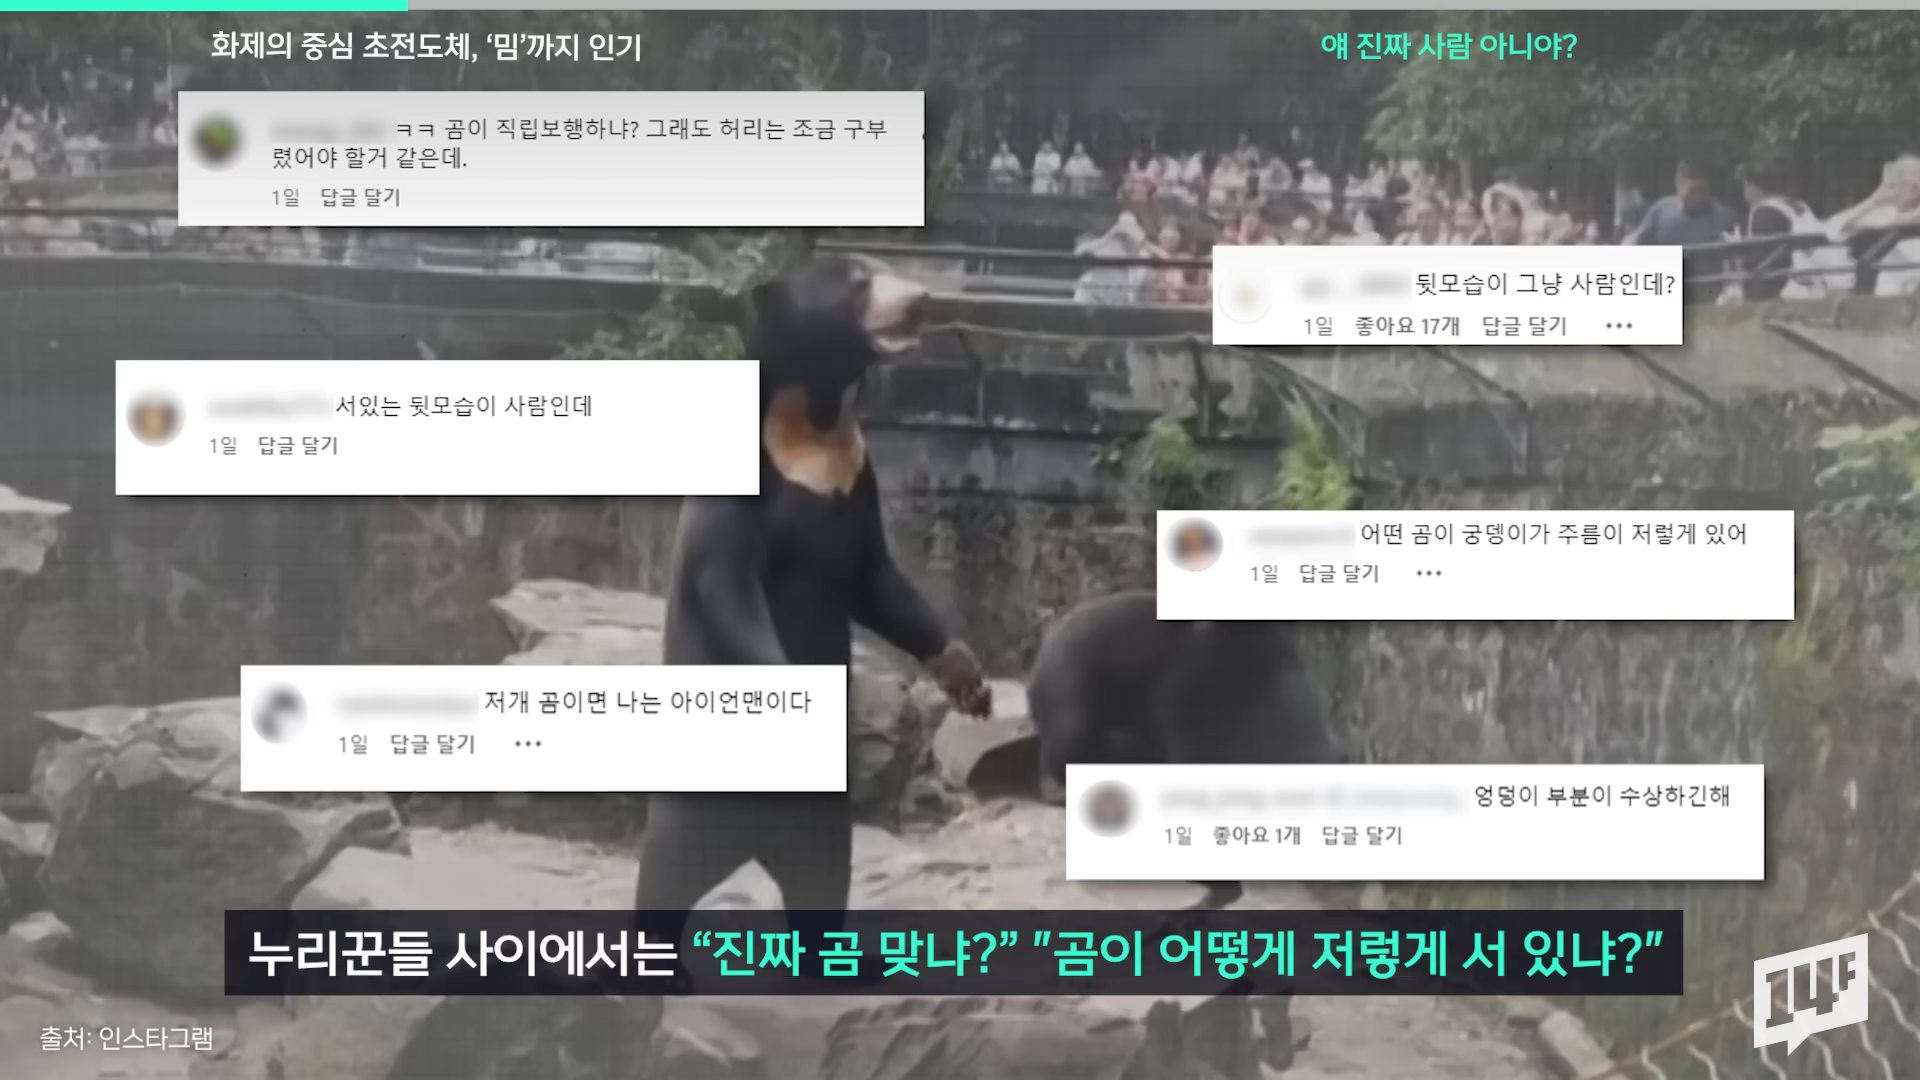 화제의 중심 초전도체, ‘밈’까지 인기
얘 진짜 사람 아니야?
ㅋㅋ 곰이 직립보행하냐? 그래도 허리는 조금 구부
렸어야 할거 같은데.
1일 답글 달기
뒷모습이 그냥 사람인데?
1일 좋아요 17개 답글 달기 •••
서있는 뒷모습이 사람인데
1일 답글 달기
어떤 곰이 궁뎅이가 주름이 저렇게 있어
1일 답글 달기 •••
저개 곰이면 나는 아이언맨이다
1일 답글 달기 •••
엉덩이 부분이 수상하긴해
1일 좋아요 1개 답글 달기
누리꾼들 사이에서는 “진짜 곰 맞냐?” "곰이 어떻게 저렇게 서 있냐?"
출처: 인스타그램
14F